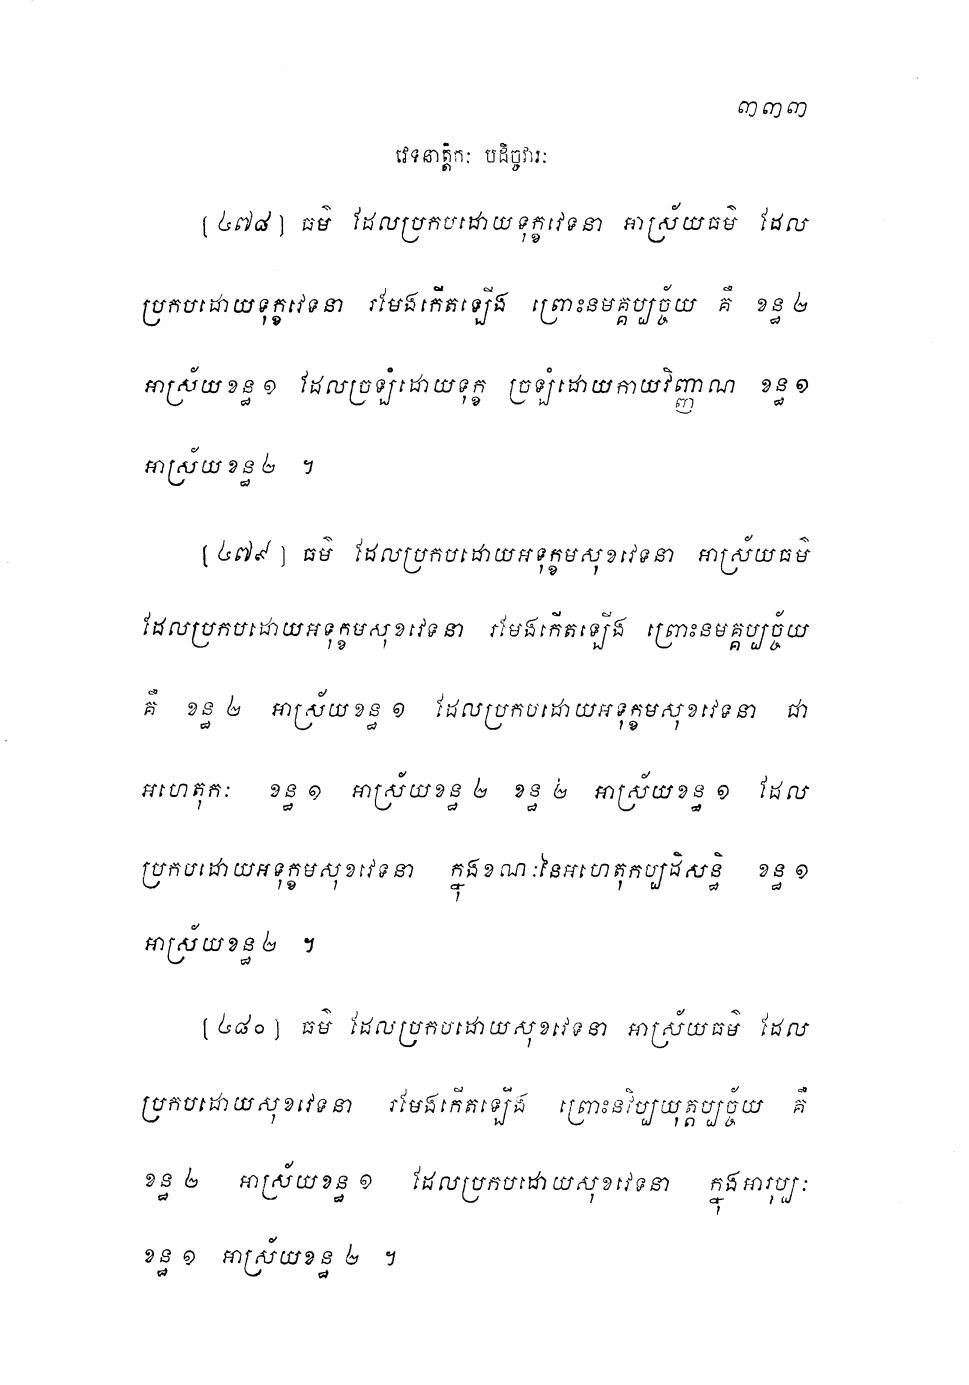 ៣៣៣
វេទនាត្តិកៈ បដិច្ចវារៈ
[៤៧៨] ធម៌ ដែលប្រកបដោយទុក្ខវេទនា អាស្រ័យធម៌ ដែល
ប្រកបដោយទុក្ខវេទនា រមែងកើតឡើង ព្រោះនមគ្គប្បច្ច័យ គឺ ខន្ធ ២
អាស្រ័យខន្ធ ១ ដែលច្រឡំដោយទុក្ខ ច្រឡំដោយកាយវិញ្ញាណ ខន្ធ ១
អាស្រ័យខន្ធ ២ ។
[៤៧៩] ធម៌ ដែលប្រកបដោយអទុក្ខមសុខវេទនា អាស្រ័យធម៌
ដែលប្រកបដោយអទុក្ខមសុខវេទនា រមែងកើតឡើង ព្រោះនមគ្គប្បច្ច័យ
គឺ ខន្ធ ២ អាស្រ័យខន្ធ ១ ដែលប្រកបដោយអទុក្ខមសុខវេទនា ជា
អហេតុកៈ ខន្ធ ១ អាស្រ័យខន្ធ ២ ខន្ធ ២ អាស្រ័យខន្ធ ១ ដែល
ប្រកបដោយអទុក្ខមសុខវេទនា ក្នុងខណៈនៃអហេតុកប្បដិសន្ធិ ខន្ធ ១
អាស្រ័យខន្ធ ២ ។
[៤៨០] ធម៌ ដែលប្រកបដោយសុខវេទនា អាស្រ័យធម៌ ដែល
ប្រកបដោយសុខវេទនា រមែងកើតឡើង ព្រោះនវិប្បយុត្តប្បច្ច័យ គឺ
ខន្ធ ២ អាស្រ័យខន្ធ ១ ដែលប្រកបដោយសុខវេទនា ក្នុងអារុប្បៈ
ខន្ធ ១ អាស្រ័យខន្ធ ២ ។